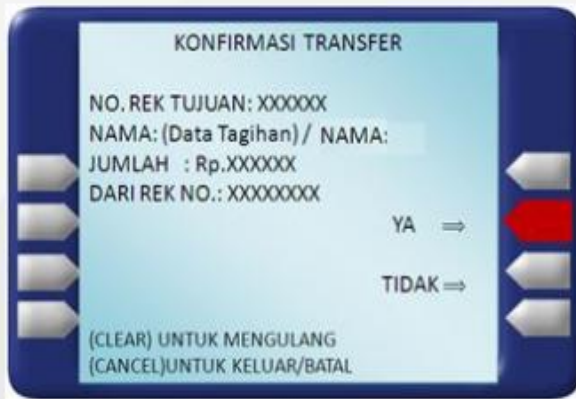 KONFIRMASI TRANSFER
NO. REK TUJUAN: XXXXXX
NAMA: (Data Tagihan) / NAMA:
JUMLAH : Rp.XXXXXX
DARI REK NO.: XXXXXXXX
YA ⇒
TIDAK ⇒
(CLEAR) UNTUK MENGULANG
(CANCEL)UNTUK KELUAR/BATAL